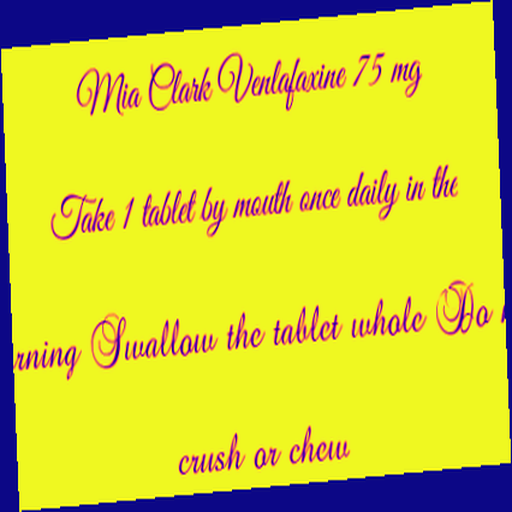 Mia Clark Venlafaxine 75 mg
Take 1 tablet by mouth once daily in the
rning Swallow the tablet whole Do
crush or chew